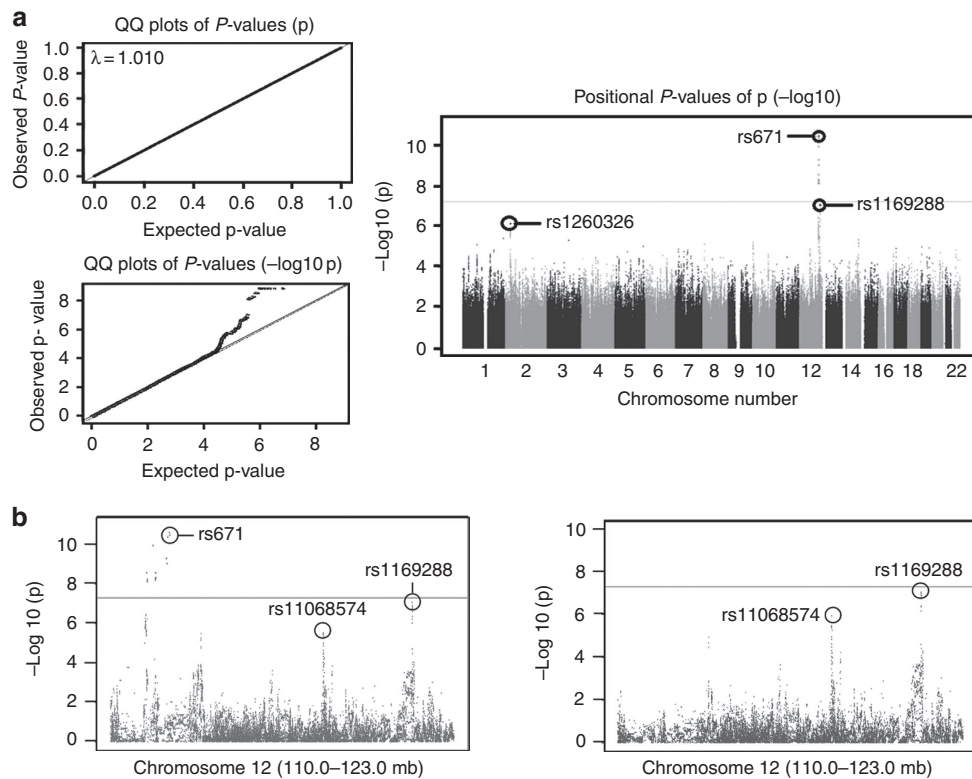 a
QQ plots of P-values (p)
λ = 1.010
1.0
0.8
0.6
0.4
0.2
0.0
Observed P-value
0.0 0.2 0.4 0.6 0.8 1.0
Expected p-value
QQ plots of P-values (–log10 p)
8
6
4
2
0
Observed p- value
0 2 4 6 8
Expected p-value
Positional P-values of p (–log10)
10
8
6
4
2
0
–Log10 (p)
rs671
rs1169288
rs1260326
1 2 3 4 5 6 7 8 9 10 12 14 16 18 22
Chromosome number
b
10
8
6
4
2
0
–Log 10 (p)
rs671
rs1169288
rs11068574
Chromosome 12 (110.0–123.0 mb)
10
8
6
4
2
0
–Log 10 (p)
rs1169288
rs11068574
Chromosome 12 (110.0–123.0 mb)